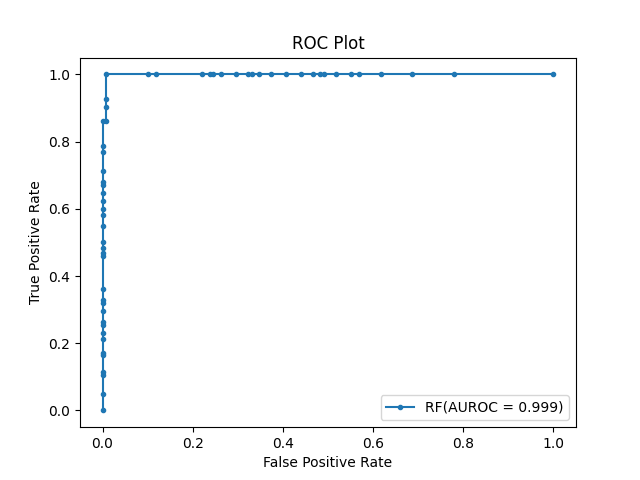 ROC Plot
1.0
0.8
0.6
0.4
0.2
0.0
True Positive Rate
RF(AUROC = 0.999)
0.0 0.2 0.4 0.6 0.8 1.0
False Positive Rate